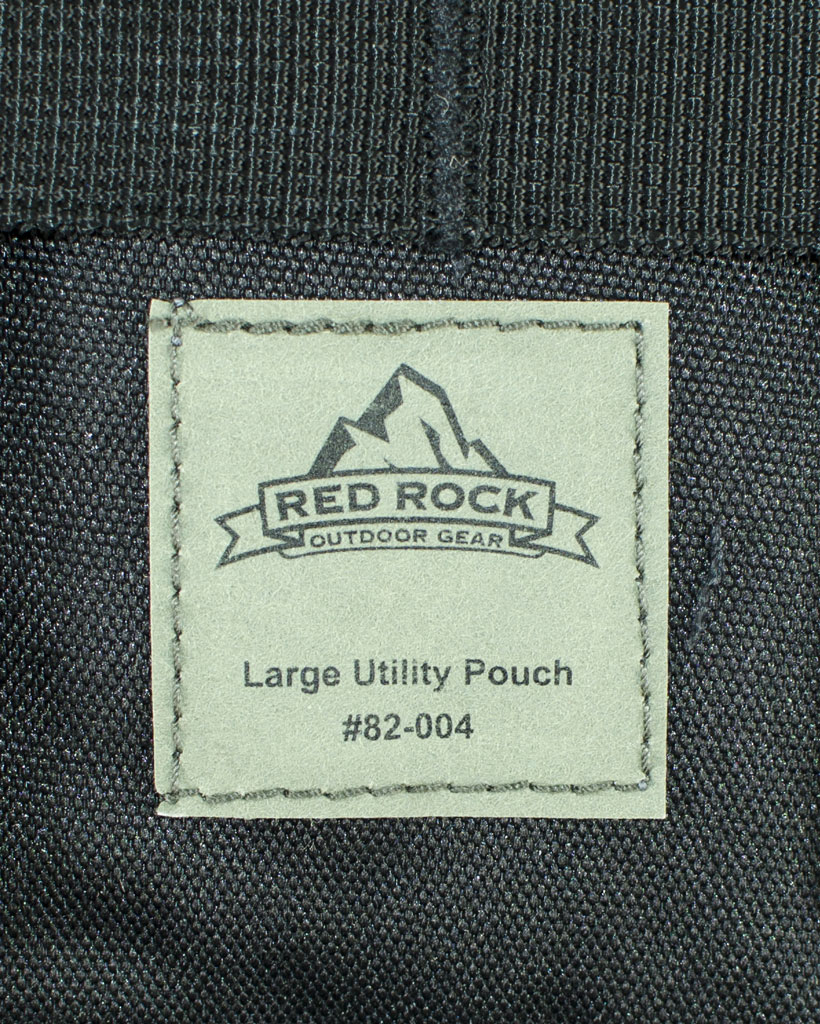 RED ROCK
OUTDOOR GEAR
Large Utility Pouch
#82-004